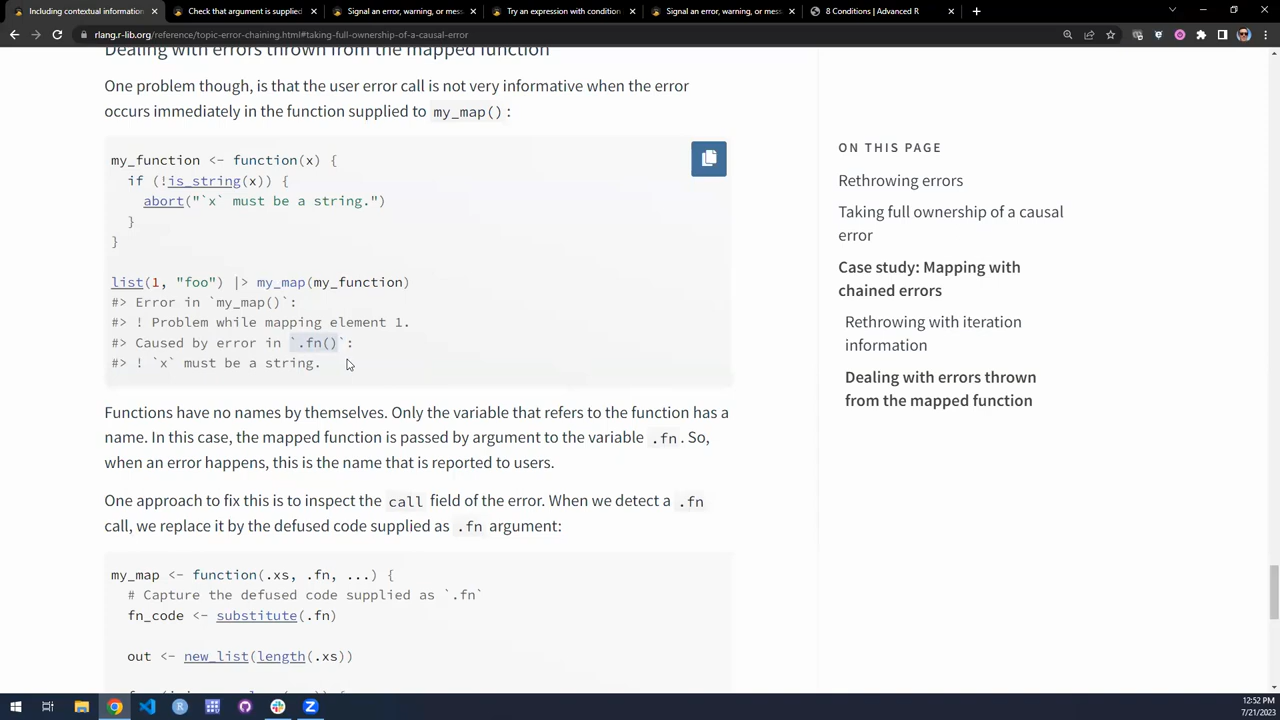 Including contextual information
Check that argument is supplied
Signal an error, warning, or mess
Try an expression with condition
Signal an error, warning, or mess
8 Conditions | Advanced R
rlang.r-lib.org/reference/topic-error-chaining.html#taking-full-ownership-of-a-causal-error
Dealing with errors thrown from the mapped function
One problem though, is that the user error call is not very informative when the error
occurs immediately in the function supplied to my_map() :
my_function <- function(x) {
if (!is_string(x)) {
abort("`x` must be a string.")
}
}
list(1, "foo") |> my_map(my_function)
#> Error in `my_map()`:
#> ! Problem while mapping element 1.
#> Caused by error in `.fn()`:
#> ! `x` must be a string.
Functions have no names by themselves. Only the variable that refers to the function has a
name. In this case, the mapped function is passed by argument to the variable .fn. So,
when an error happens, this is the name that is reported to users.
One approach to fix this is to inspect the call field of the error. When we detect a .fn
call, we replace it by the defused code supplied as .fn argument:
my_map <- function(.xs, .fn, ...) {
# Capture the defused code supplied as `.fn`
fn_code <- substitute(.fn)
out <- new_list(length(.xs))
ON THIS PAGE
Rethrowing errors
Taking full ownership of a causal
error
Case study: Mapping with
chained errors
Rethrowing with iteration
information
Dealing with errors thrown
from the mapped function
12:52 PM
7/21/2023